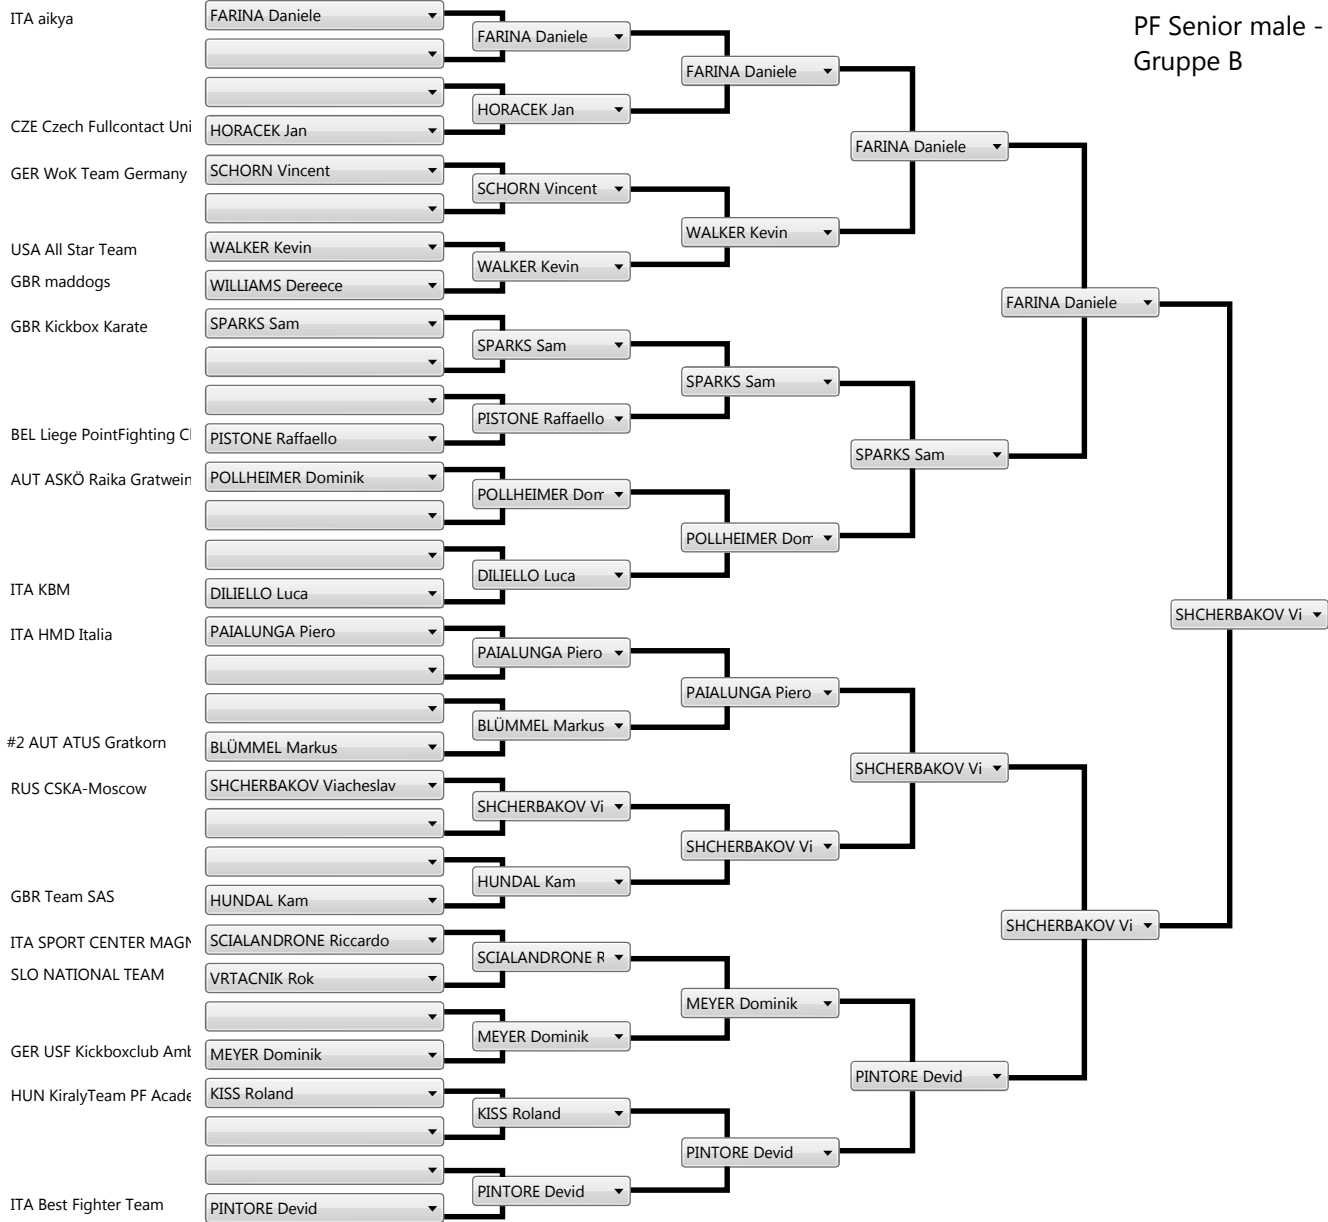 PF Senior male -
Gruppe B
ITA aikya
FARINA Daniele
FARINA Daniele
FARINA Daniele
HORACEK Jan
CZE Czech Fullcontact Uni
HORACEK Jan
FARINA Daniele
GER WoK Team Germany
SCHORN Vincent
SCHORN Vincent
WALKER Kevin
USA All Star Team
WALKER Kevin
WALKER Kevin
GBR maddogs
WILLIAMS Dereece
FARINA Daniele
GBR Kickbox Karate
SPARKS Sam
SPARKS Sam
SPARKS Sam
PISTONE Raffaello
BEL Liege PointFighting Cl
PISTONE Raffaello
SPARKS Sam
AUT ASKÖ Raika Gratwein
POLLHEIMER Dominik
POLLHEIMER Dom
POLLHEIMER Dom
DILIELLO Luca
ITA KBM
DILIELLO Luca
SHCHERBAKOV Vi
ITA HMD Italia
PAIALUNGA Piero
PAIALUNGA Piero
PAIALUNGA Piero
BLÜMMEL Markus
#2 AUT ATUS Gratkorn
BLÜMMEL Markus
SHCHERBAKOV Vi
RUS CSKA-Moscow
SHCHERBAKOV Viacheslav
SHCHERBAKOV Vi
SHCHERBAKOV Vi
HUNDAL Kam
GBR Team SAS
HUNDAL Kam
SHCHERBAKOV Vi
ITA SPORT CENTER MAGN
SCIALANDRONE Riccardo
SCIALANDRONE R
SLO NATIONAL TEAM
VRTACNIK Rok
MEYER Dominik
MEYER Dominik
GER USF Kickboxclub Amb
MEYER Dominik
PINTORE Devid
HUN KiralyTeam PF Acade
KISS Roland
KISS Roland
PINTORE Devid
PINTORE Devid
ITA Best Fighter Team
PINTORE Devid